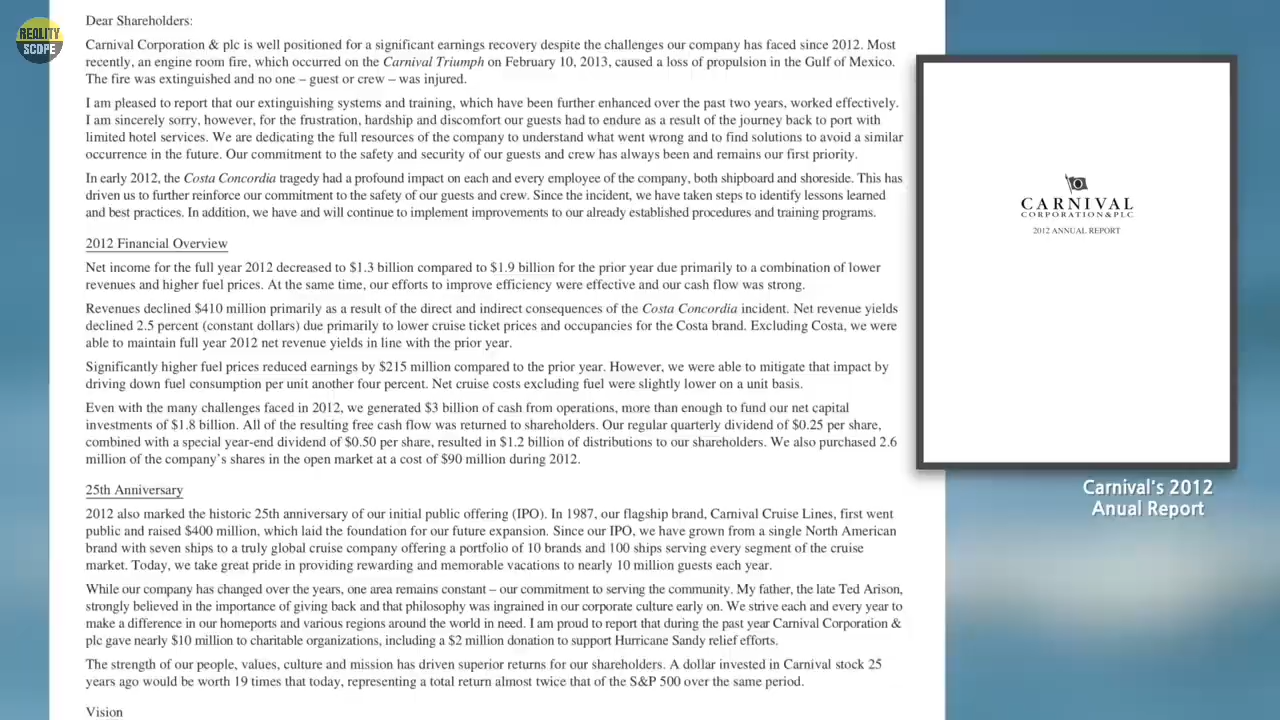 REALITY
SCOPE
Dear Shareholders:
Carnival Corporation & plc is well positioned for a significant earnings recovery despite the challenges our company has faced since 2012. Most
recently, an engine room fire, which occurred on the Carnival Triumph on February 10, 2013, caused a loss of propulsion in the Gulf of Mexico.
The fire was extinguished and no one – guest or crew – was injured.
I am pleased to report that our extinguishing systems and training, which have been further enhanced over the past two years, worked effectively.
I am sincerely sorry, however, for the frustration, hardship and discomfort our guests had to endure as a result of the journey back to port with
limited hotel services. We are dedicating the full resources of the company to understand what went wrong and to find solutions to avoid a similar
occurrence in the future. Our commitment to the safety and security of our guests and crew has always been and remains our first priority.
In early 2012, the Costa Concordia tragedy had a profound impact on each and every employee of the company, both shipboard and shoreside. This has
driven us to further reinforce our commitment to the safety of our guests and crew. Since the incident, we have taken steps to identify lessons learned
and best practices. In addition, we have and will continue to implement improvements to our already established procedures and training programs.
2012 Financial Overview
Net income for the full year 2012 decreased to $1.3 billion compared to $1.9 billion for the prior year due primarily to a combination of lower
revenues and higher fuel prices. At the same time, our efforts to improve efficiency were effective and our cash flow was strong.
Revenues declined $410 million primarily as a result of the direct and indirect consequences of the Costa Concordia incident. Net revenue yields
declined 2.5 percent (constant dollars) due primarily to lower cruise ticket prices and occupancies for the Costa brand. Excluding Costa, we were
able to maintain full year 2012 net revenue yields in line with the prior year.
Significantly higher fuel prices reduced earnings by $215 million compared to the prior year. However, we were able to mitigate that impact by
driving down fuel consumption per unit another four percent. Net cruise costs excluding fuel were slightly lower on a unit basis.
Even with the many challenges faced in 2012, we generated $3 billion of cash from operations, more than enough to fund our net capital
investments of $1.8 billion. All of the resulting free cash flow was returned to shareholders. Our regular quarterly dividend of $0.25 per share,
combined with a special year-end dividend of $0.50 per share, resulted in $1.2 billion of distributions to our shareholders. We also purchased 2.6
million of the company's shares in the open market at a cost of $90 million during 2012.
25th Anniversary
2012 also marked the historic 25th anniversary of our initial public offering (IPO). In 1987, our flagship brand, Carnival Cruise Lines, first went
public and raised $400 million, which laid the foundation for our future expansion. Since our IPO, we have grown from a single North American
brand with seven ships to a truly global cruise company offering a portfolio of 10 brands and 100 ships serving every segment of the cruise
market. Today, we take great pride in providing rewarding and memorable vacations to nearly 10 million guests each year.
While our company has changed over the years, one area remains constant – our commitment to serving the community. My father, the late Ted Arison,
strongly believed in the importance of giving back and that philosophy was ingrained in our corporate culture early on. We strive each and every year to
make a difference in our homeports and various regions around the world in need. I am proud to report that during the past year Carnival Corporation &
plc gave nearly $10 million to charitable organizations, including a $2 million donation to support Hurricane Sandy relief efforts.
The strength of our people, values, culture and mission has driven superior returns for our shareholders. A dollar invested in Carnival stock 25
years ago would be worth 19 times that today, representing a total return almost twice that of the S&P 500 over the same period.
Vision
CARNIVAL
CORPORATION&PLC
2012 ANNUAL REPORT
Carnival's 2012
Anual Report